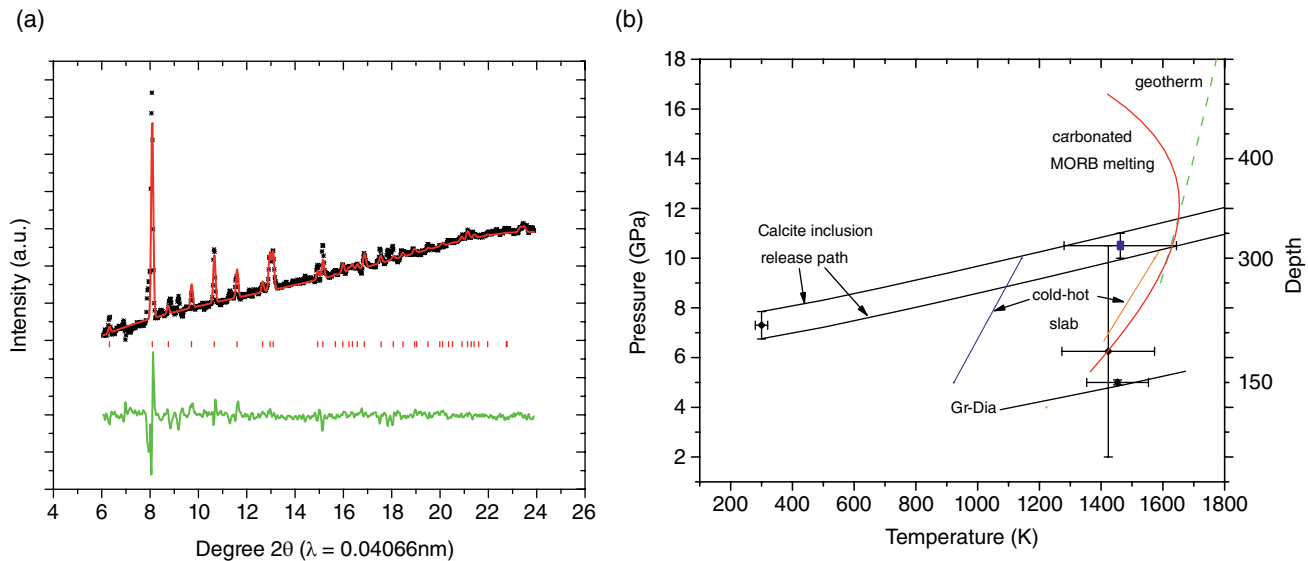 (a)
Intensity (a.u.)
4 6 8 10 12 14 16 18 20 22 24 26
Degree 2θ (λ = 0.04066nm)
(b)
18
16
14
12
10
8
6
4
2
Pressure (GPa)
geotherm
carbonated
MORB melting
Calcite inclusion
release path
cold-hot
slab
Gr-Dia
400
300
150
Depth
200 400 600 800 1000 1200 1400 1600 1800
Temperature (K)